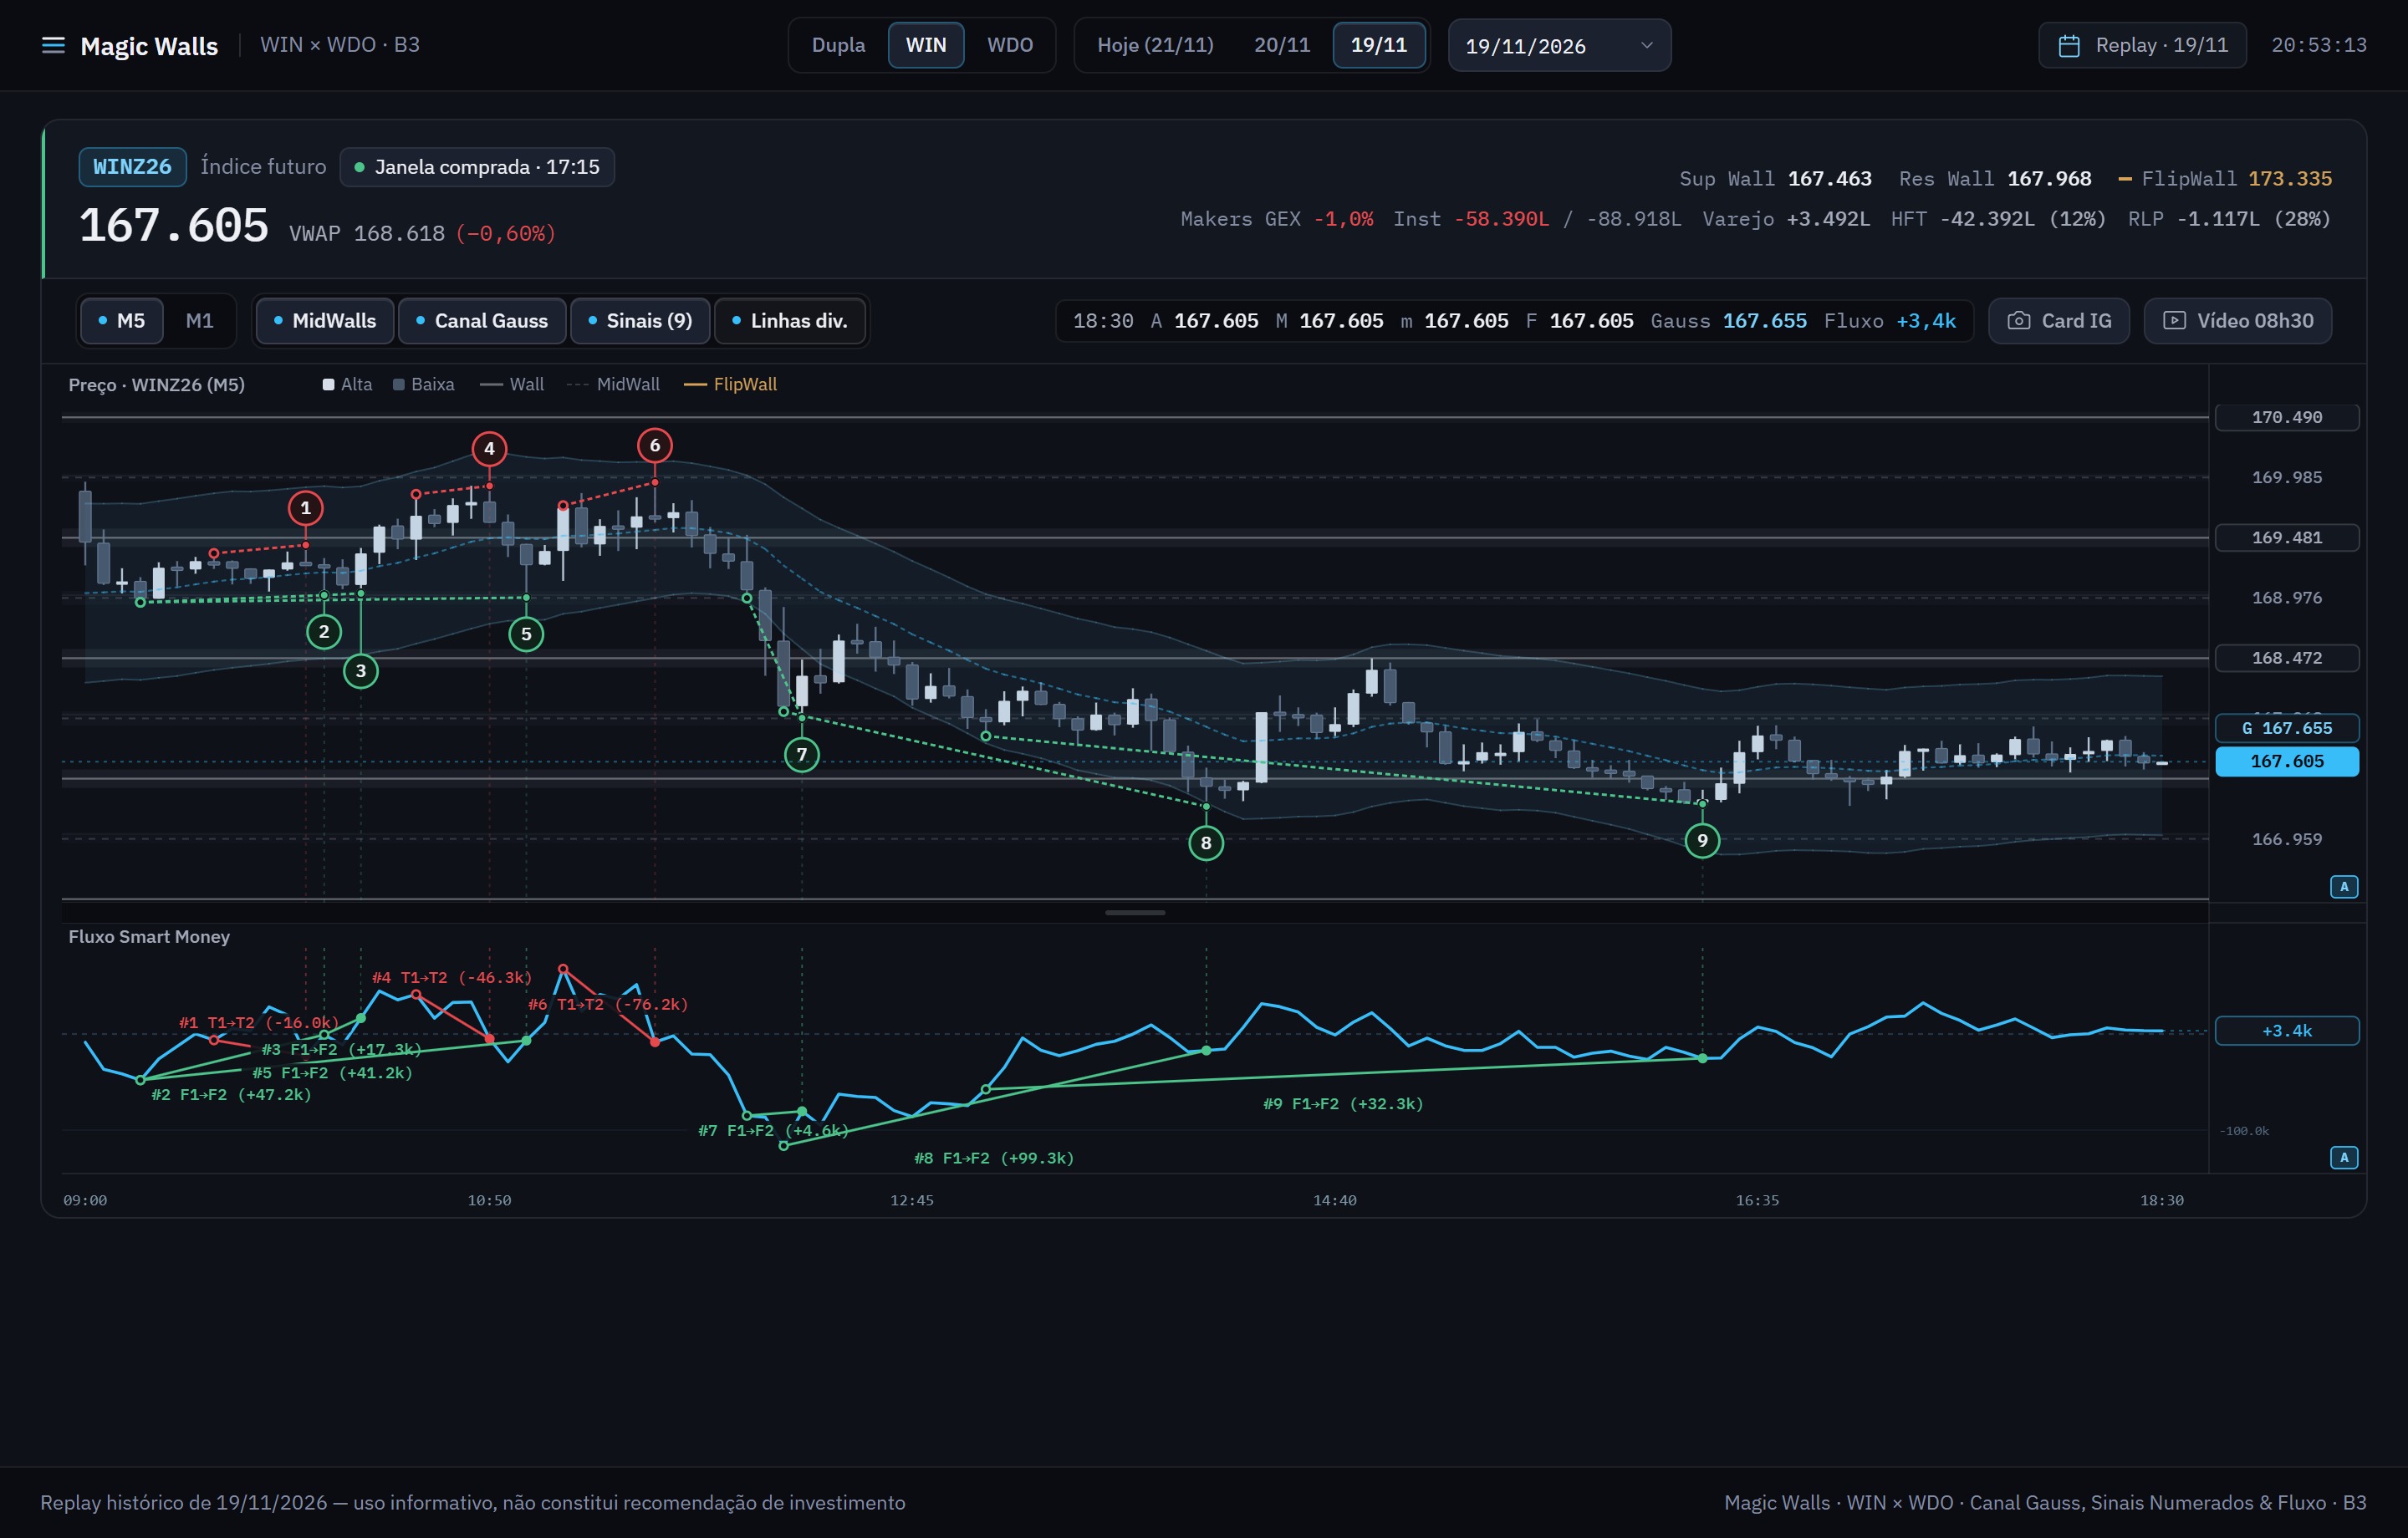 Magic Walls WIN × WDO · B3 Dupla WIN WDO Hoje (21/11) 20/11 19/11 19/11/2026 Replay · 19/11 20:53:13
WINZ26 Índice futuro Janela comprada · 17:15
167.605 VWAP 168.618 (−0,60%)
Sup Wall 167.463 Res Wall 167.968 FlipWall 173.335
Makers GEX -1,0% Inst -58.390L / -88.918L Varejo +3.492L HFT -42.392L (12%) RLP -1.117L (28%)
M5 M1 MidWalls Canal Gauss Sinais (9) Linhas div. 18:30 A 167.605 M 167.605 m 167.605 F 167.605 Gauss 167.655 Fluxo +3,4k Card IG Vídeo 08h30
Preço · WINZ26 (M5) Alta Baixa Wall MidWall FlipWall
170.490
4
6
169.985
1
169.481
168.976
2
5
3
168.472
G 167.655
7
167.605
8
9
166.959
A
Fluxo Smart Money
#4 T1→T2 (-46.3k)
#6 T1→T2 (-76.2k)
#1 T1→T2 (-16.0k)
+3.4k
#3 F1→F2 (+17.3k)
#5 F1→F2 (+41.2k)
#2 F1→F2 (+47.2k)
#9 F1→F2 (+32.3k)
#7 F1→F2 (+4.6k)
-100.0k
#8 F1→F2 (+99.3k)
A
09:00 10:50 12:45 14:40 16:35 18:30
Replay histórico de 19/11/2026 — uso informativo, não constitui recomendação de investimento
Magic Walls · WIN × WDO · Canal Gauss, Sinais Numerados & Fluxo · B3